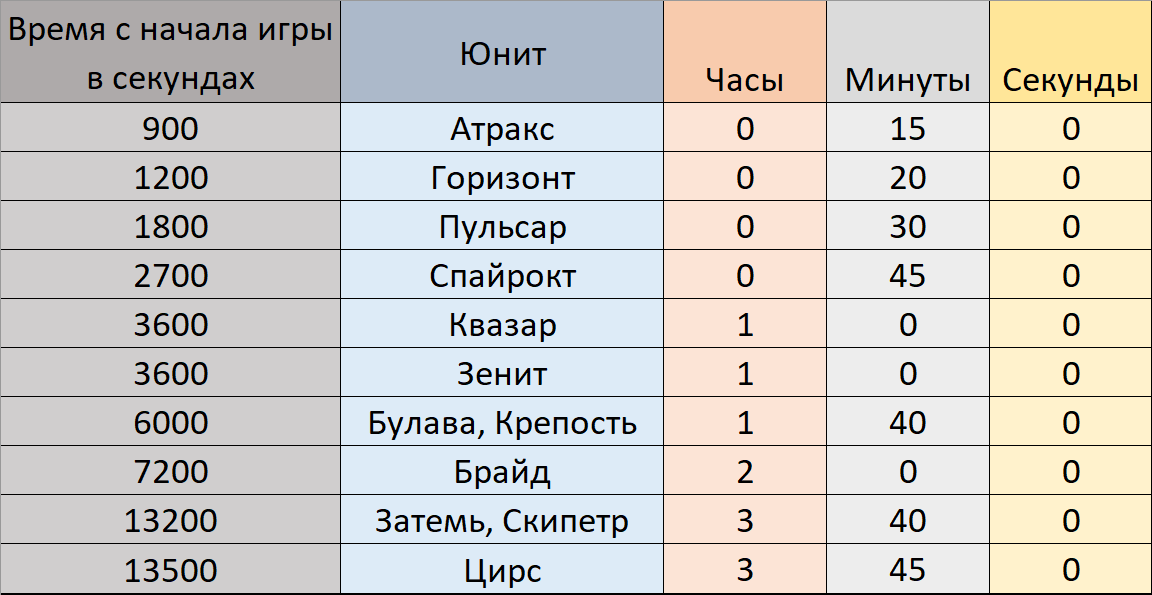 Время с начала игры в секундах Юнит Часы Минуты Секунды
900 Атракс 0 15 0
1200 Горизонт 0 20 0
1800 Пульсар 0 30 0
2700 Спайрокт 0 45 0
3600 Квазар 1 0 0
3600 Зенит 1 0 0
6000 Булава, Крепость 1 40 0
7200 Брайд 2 0 0
13200 Затемь, Скипетр 3 40 0
13500 Цирс 3 45 0